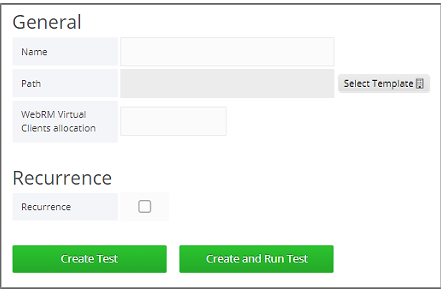 General
Name
Path
Select Template
WebRM Virtual
Clients allocation
Recurrence
Recurrence
Create Test
Create and Run Test